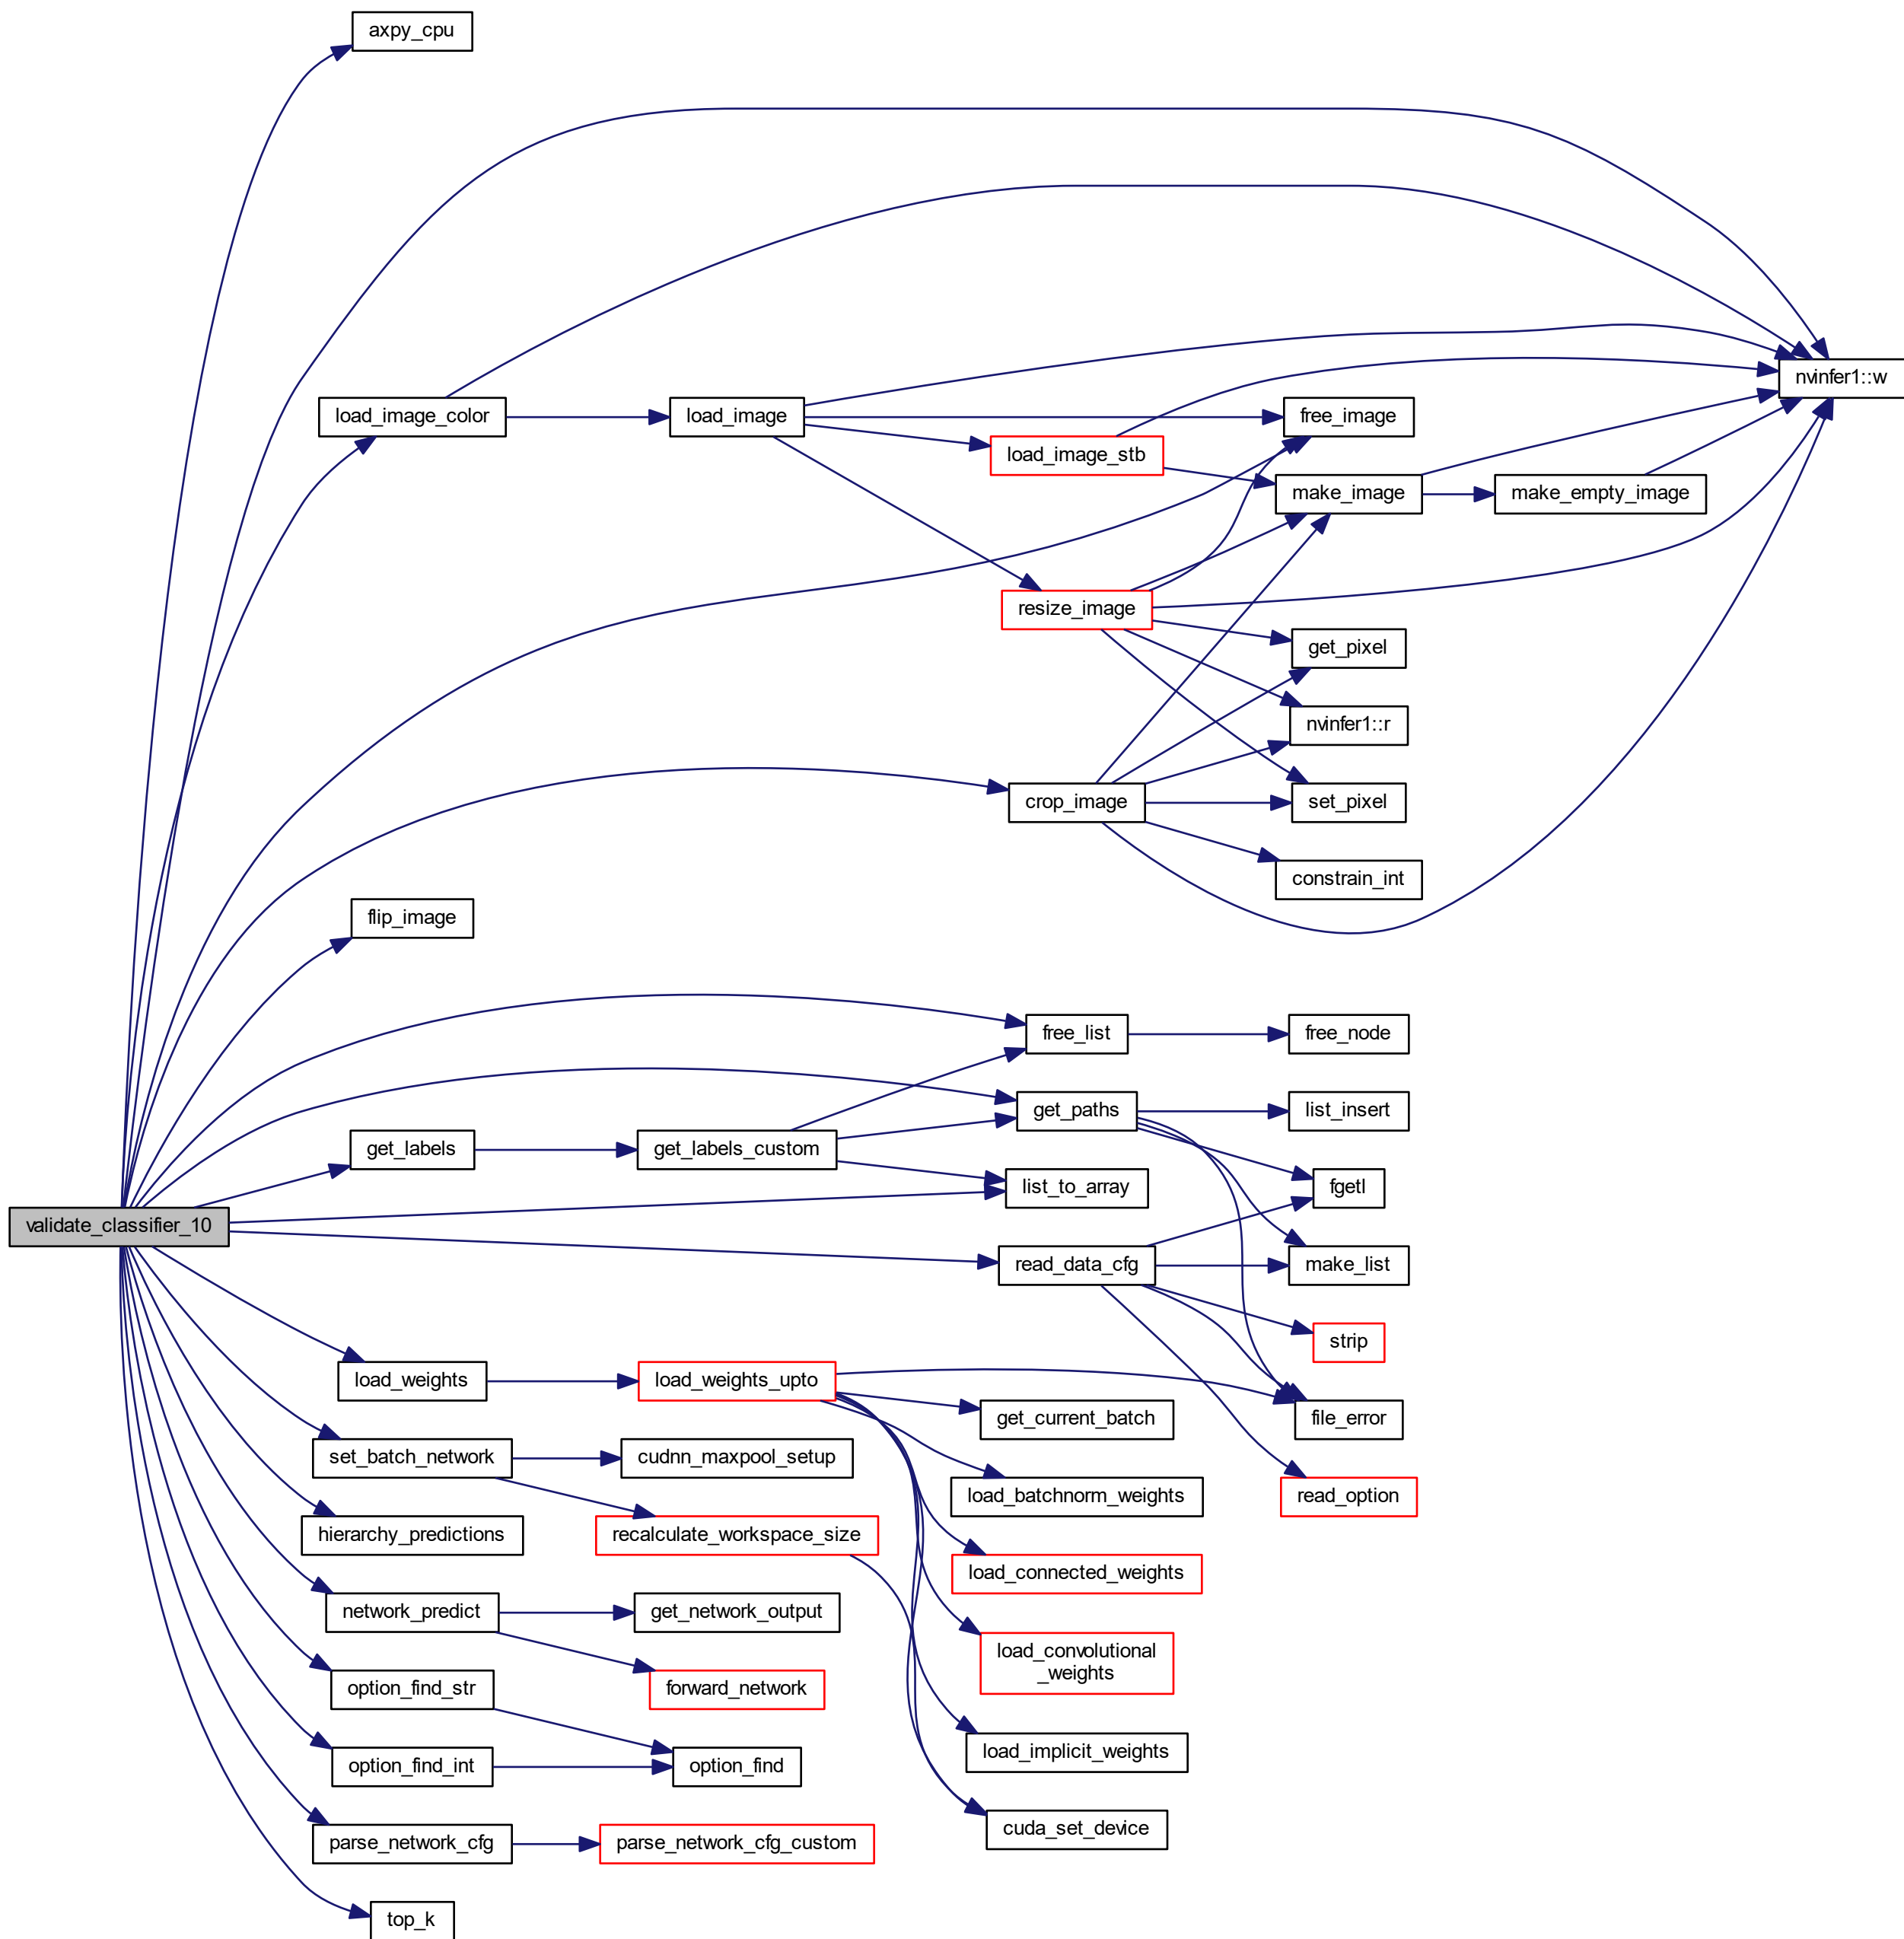 axpy_cpu
nvinfer1::w
load_image_color
load_image
free_image
load_image_stb
make_image
make_empty_image
resize_image
get_pixel
nvinfer1::r
crop_image
set_pixel
constrain_int
flip_image
free_list
free_node
get_paths
list_insert
get_labels
get_labels_custom
list_to_array
fgetl
validate_classifier_10
read_data_cfg
make_list
strip
load_weights
load_weights_upto
get_current_batch
file_error
set_batch_network
cudnn_maxpool_setup
load_batchnorm_weights
read_option
hierarchy_predictions
recalculate_workspace_size
load_connected_weights
network_predict
get_network_output
load_convolutional
_weights
option_find_str
forward_network
option_find_int
option_find
load_implicit_weights
parse_network_cfg
parse_network_cfg_custom
cuda_set_device
top_k